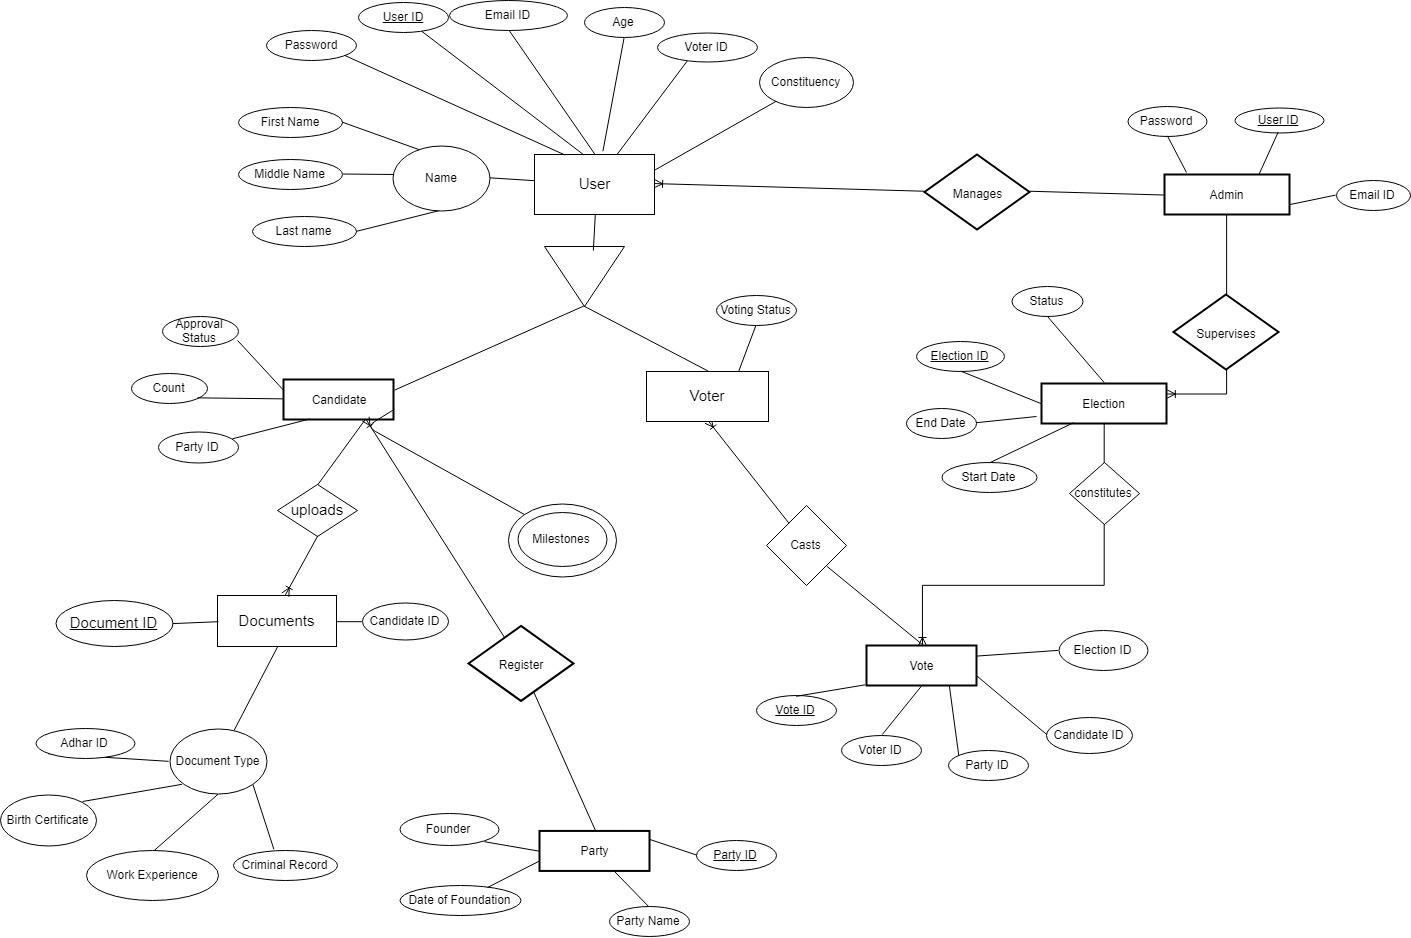 User ID
Email ID
Age
Password
Voter ID
Constituency
First Name
Password
User ID
Middle Name
Name
User
Manages
Admin
Email ID
Last name
Approval
Status
Voting Status
Status
Supervises
Count
Candidate
Voter
Election ID
Election
Party ID
End Date
Start Date
uploads
constitutes
Milestones
Casts
Document ID
Documents
Candidate ID
Register
Vote
Election ID
Vote ID
Voter ID
Party ID
Candidate ID
Adhar ID
Document Type
Birth Certificate
Work Experience
Criminal Record
Founder
Party
Party ID
Date of Foundation
Party Name